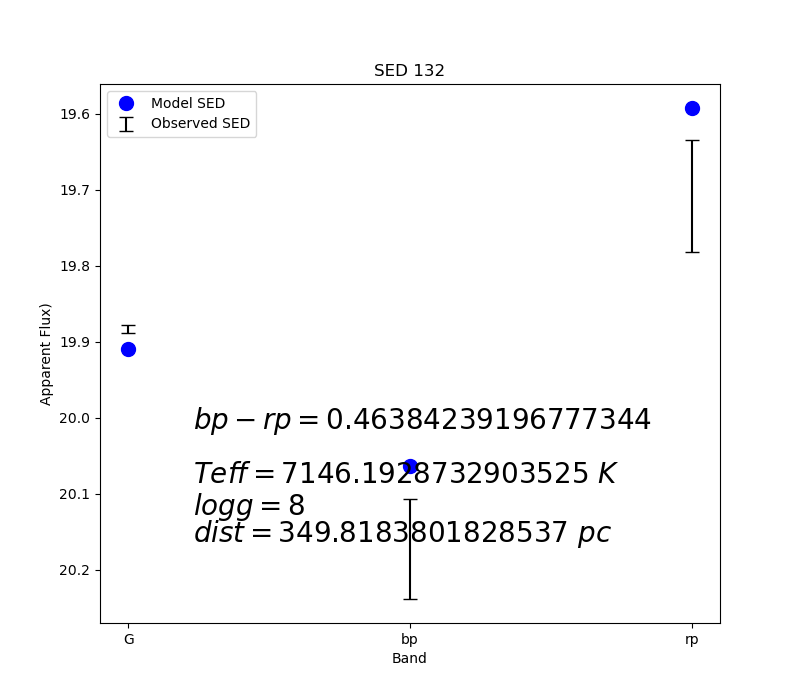 SED 132
Model SED
Observed SED
19.6
19.7
19.8
19.9
20.0
20.1
20.2
Apparent Flux)
bp − rp = 0.46384239196777344
Teff = 7146.1928732903525 K
logg = 8
dist = 349.8183801828537 pc
G bp rp
Band